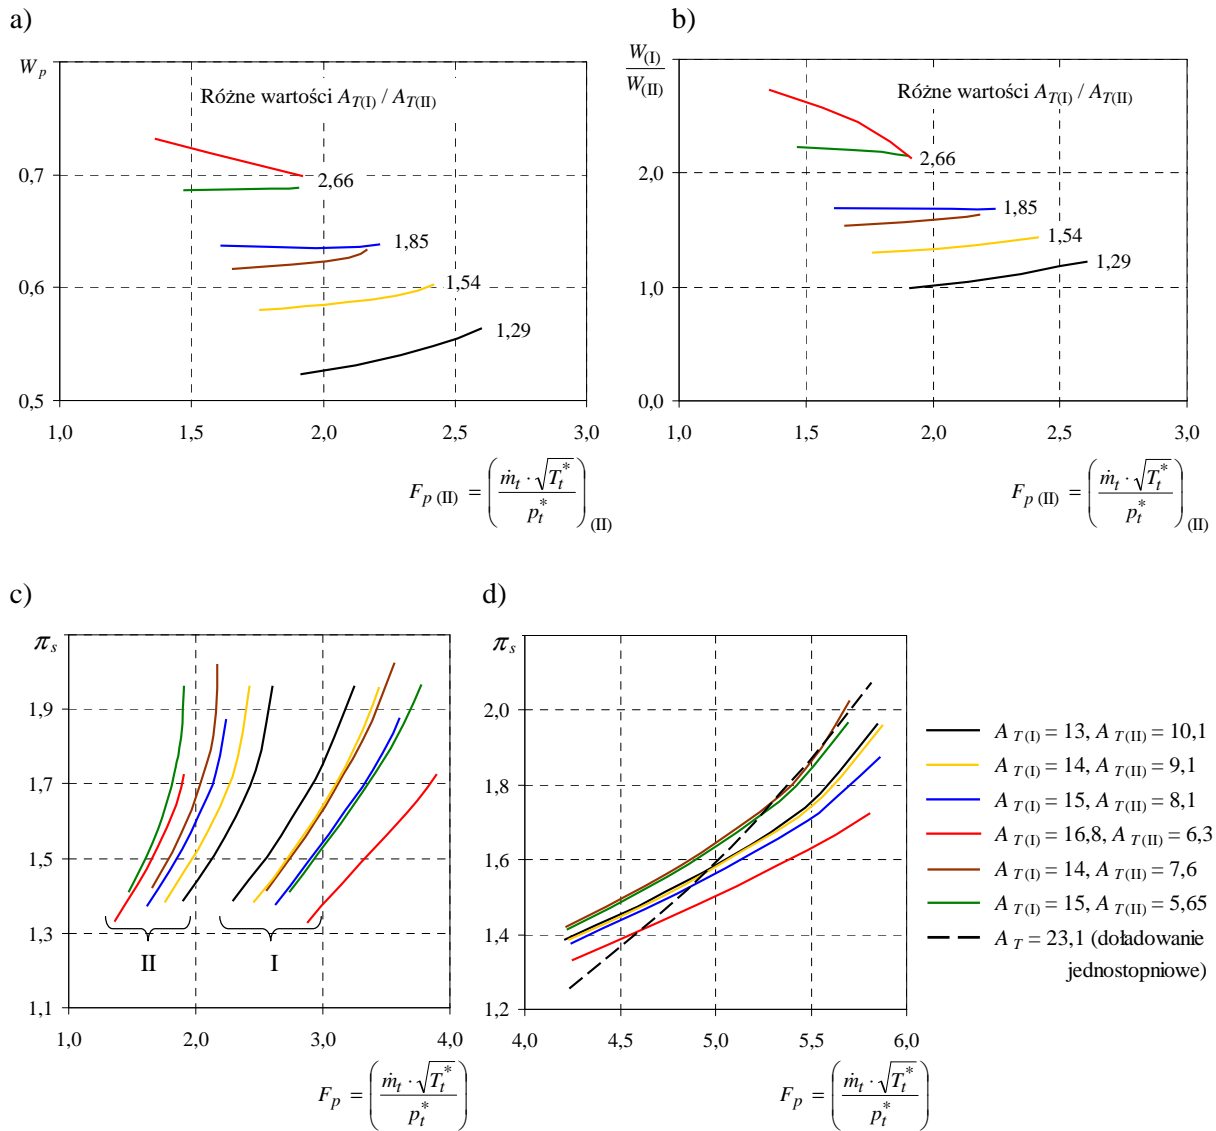 a)
W_p
Różne wartości A_T(I) / A_T(II)
0,7
0,6
0,5
2,66
1,85
1,54
1,29
1,0 1,5 2,0 2,5 3,0
F_p (II) = (ṁ_t · √T_t^* / p_t^*)_(II)
b)
W_(I) / W_(II)
Różne wartości A_T(I) / A_T(II)
2,0
1,0
0,0
2,66
1,85
1,54
1,29
1,0 1,5 2,0 2,5 3,0
F_p (II) = (ṁ_t · √T_t^* / p_t^*)_(II)
c)
π_s
1,9
1,7
1,5
1,3
1,1
II
I
1,0 2,0 3,0 4,0
F_p = (ṁ_t · √T_t^* / p_t^*)
d)
π_s
2,0
1,8
1,6
1,4
1,2
4,0 4,5 5,0 5,5 6,0
F_p = (ṁ_t · √T_t^* / p_t^*)
A_T(I) = 13, A_T(II) = 10,1
A_T(I) = 14, A_T(II) = 9,1
A_T(I) = 15, A_T(II) = 8,1
A_T(I) = 16,8, A_T(II) = 6,3
A_T(I) = 14, A_T(II) = 7,6
A_T(I) = 15, A_T(II) = 5,65
A_T = 23,1 (doładowanie
jednostopniowe)